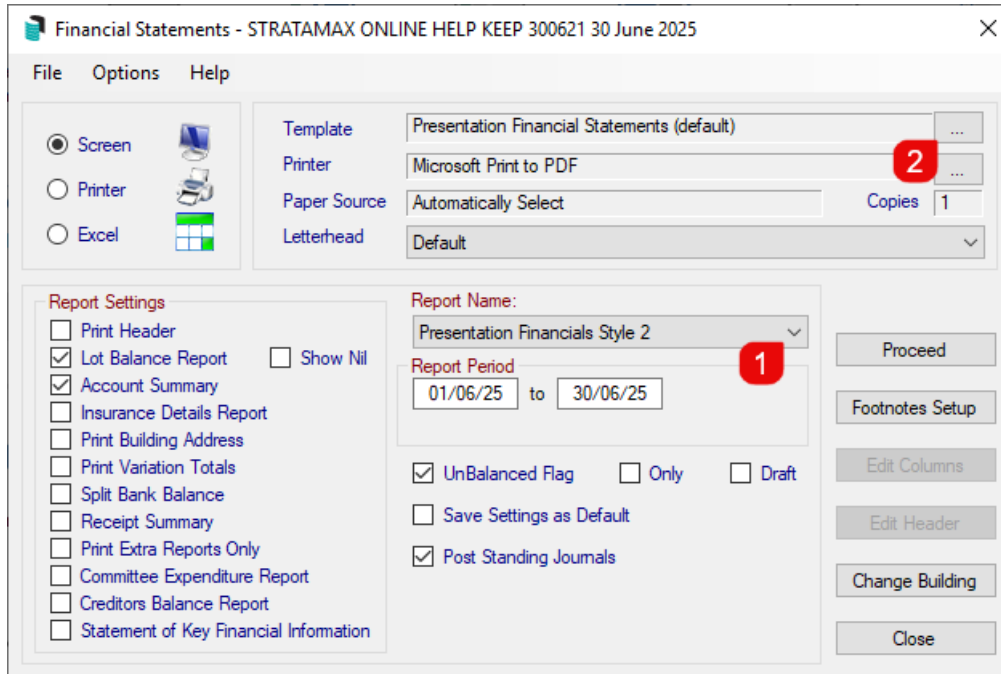 Financial Statements - STRATAMAX ONLINE HELP KEEP 300621 30 June 2025
File Options Help
Screen
Printer
Excel
Template Presentation Financial Statements (default) ...
Printer Microsoft Print to PDF 2 ...
Paper Source Automatically Select Copies 1
Letterhead Default
Report Settings
Print Header
Lot Balance Report Show Nil
Account Summary
Insurance Details Report
Print Building Address
Print Variation Totals
Split Bank Balance
Receipt Summary
Print Extra Reports Only
Committee Expenditure Report
Creditors Balance Report
Statement of Key Financial Information
Report Name:
Presentation Financials Style 2
1
Report Period
01/06/25 to 30/06/25
UnBalanced Flag Only Draft
Save Settings as Default
Post Standing Journals
Proceed
Footnotes Setup
Edit Columns
Edit Header
Change Building
Close